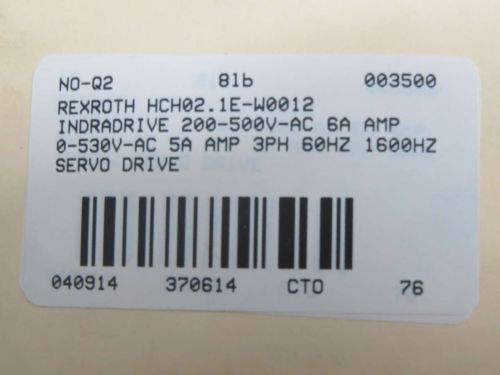 NO-Q2 8lb 003500
REXROTH HCH02.1E-W0012
INDRADRIVE 200-500V-AC 6A AMP
0-530V-AC 5A AMP 3PH 60HZ 1600HZ
SERVO DRIVE
040914 370614 CTO 76